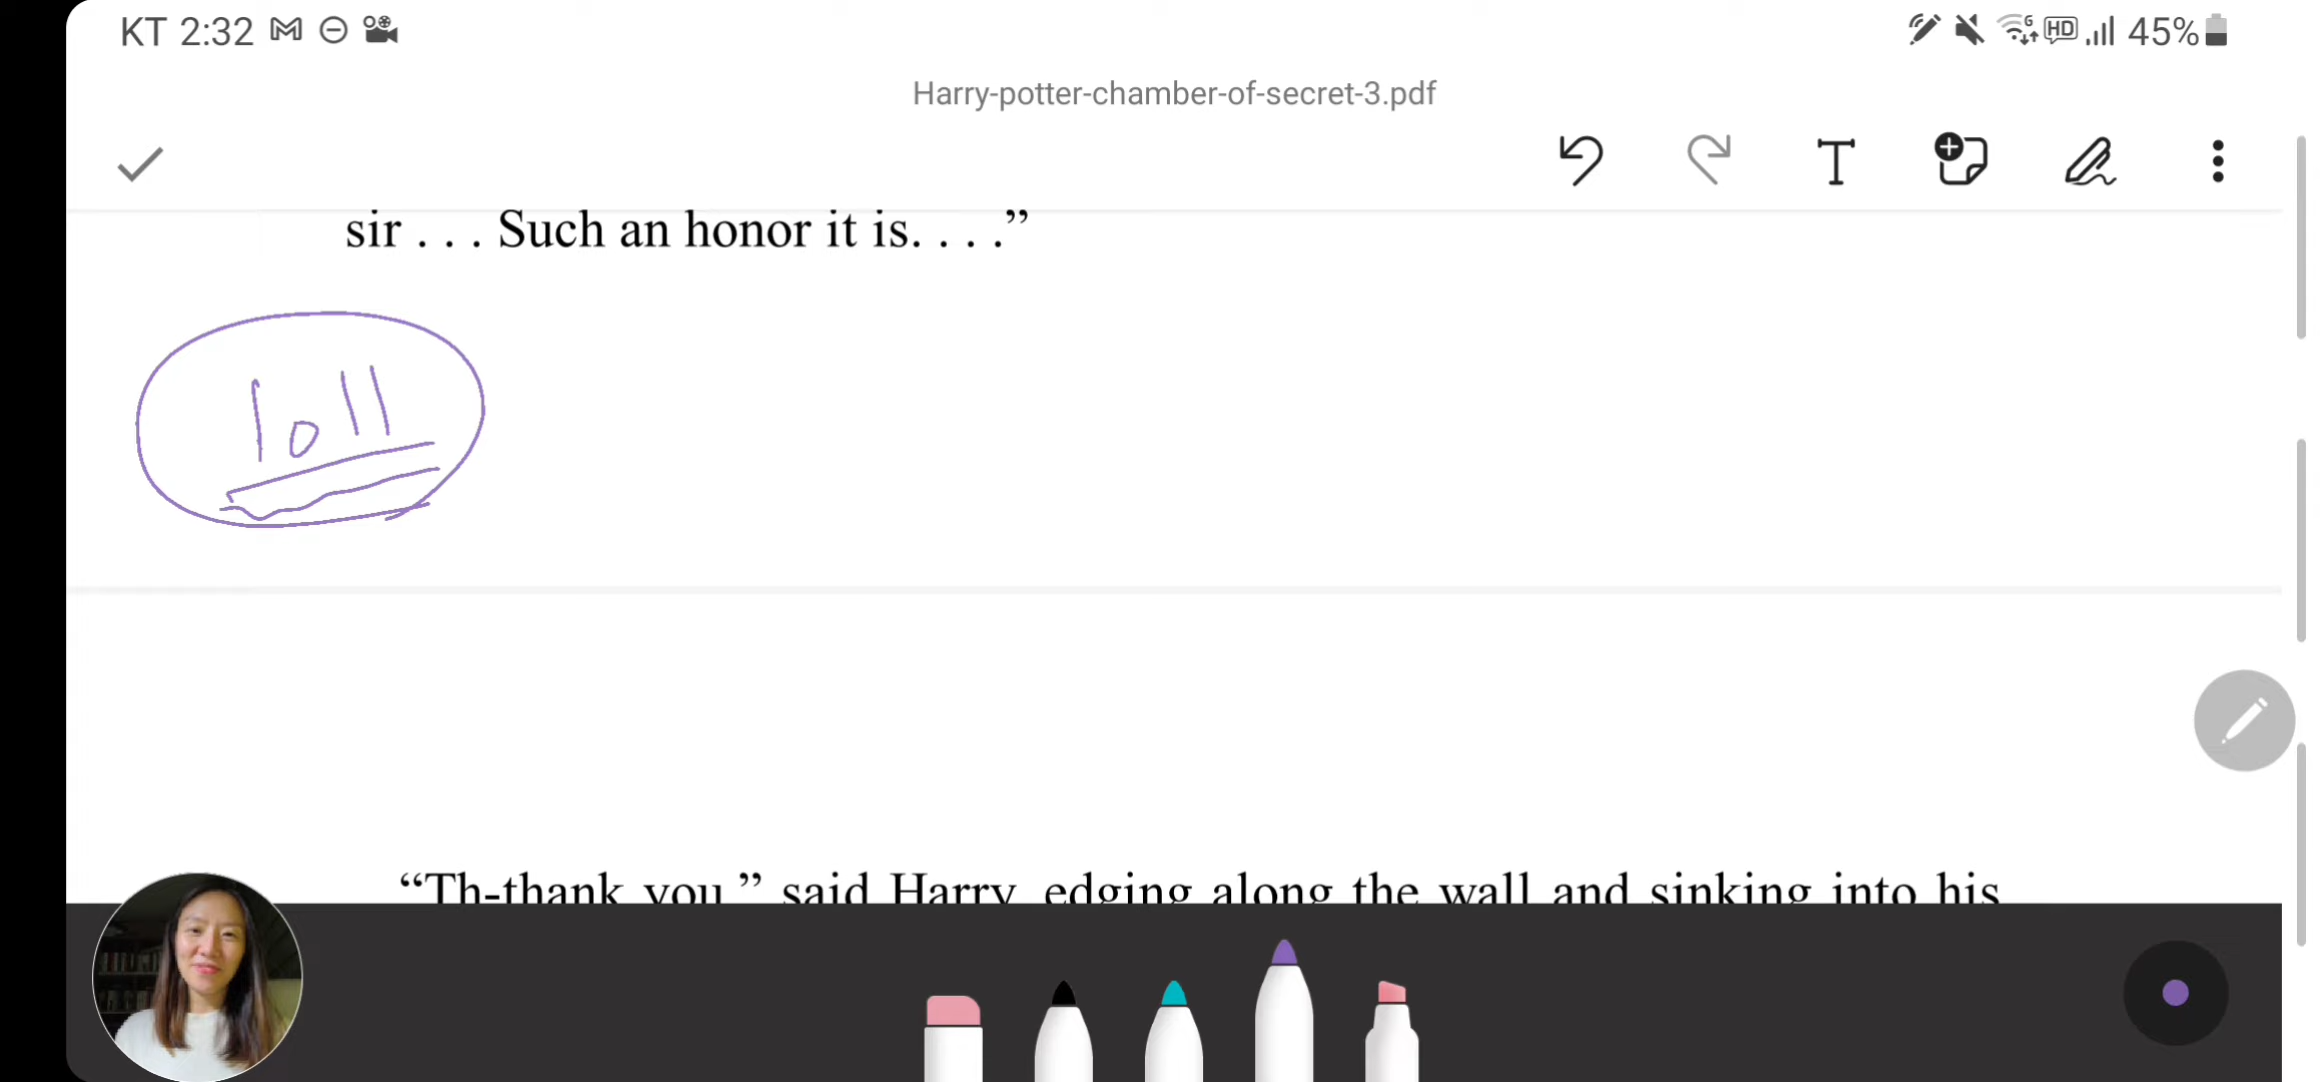 KT 2:32 45%
Harry-potter-chamber-of-secret-3.pdf
sir . . . Such an honor it is. . . .”
loll
“Th-thank you,” said Harry, edging along the wall and sinking into his